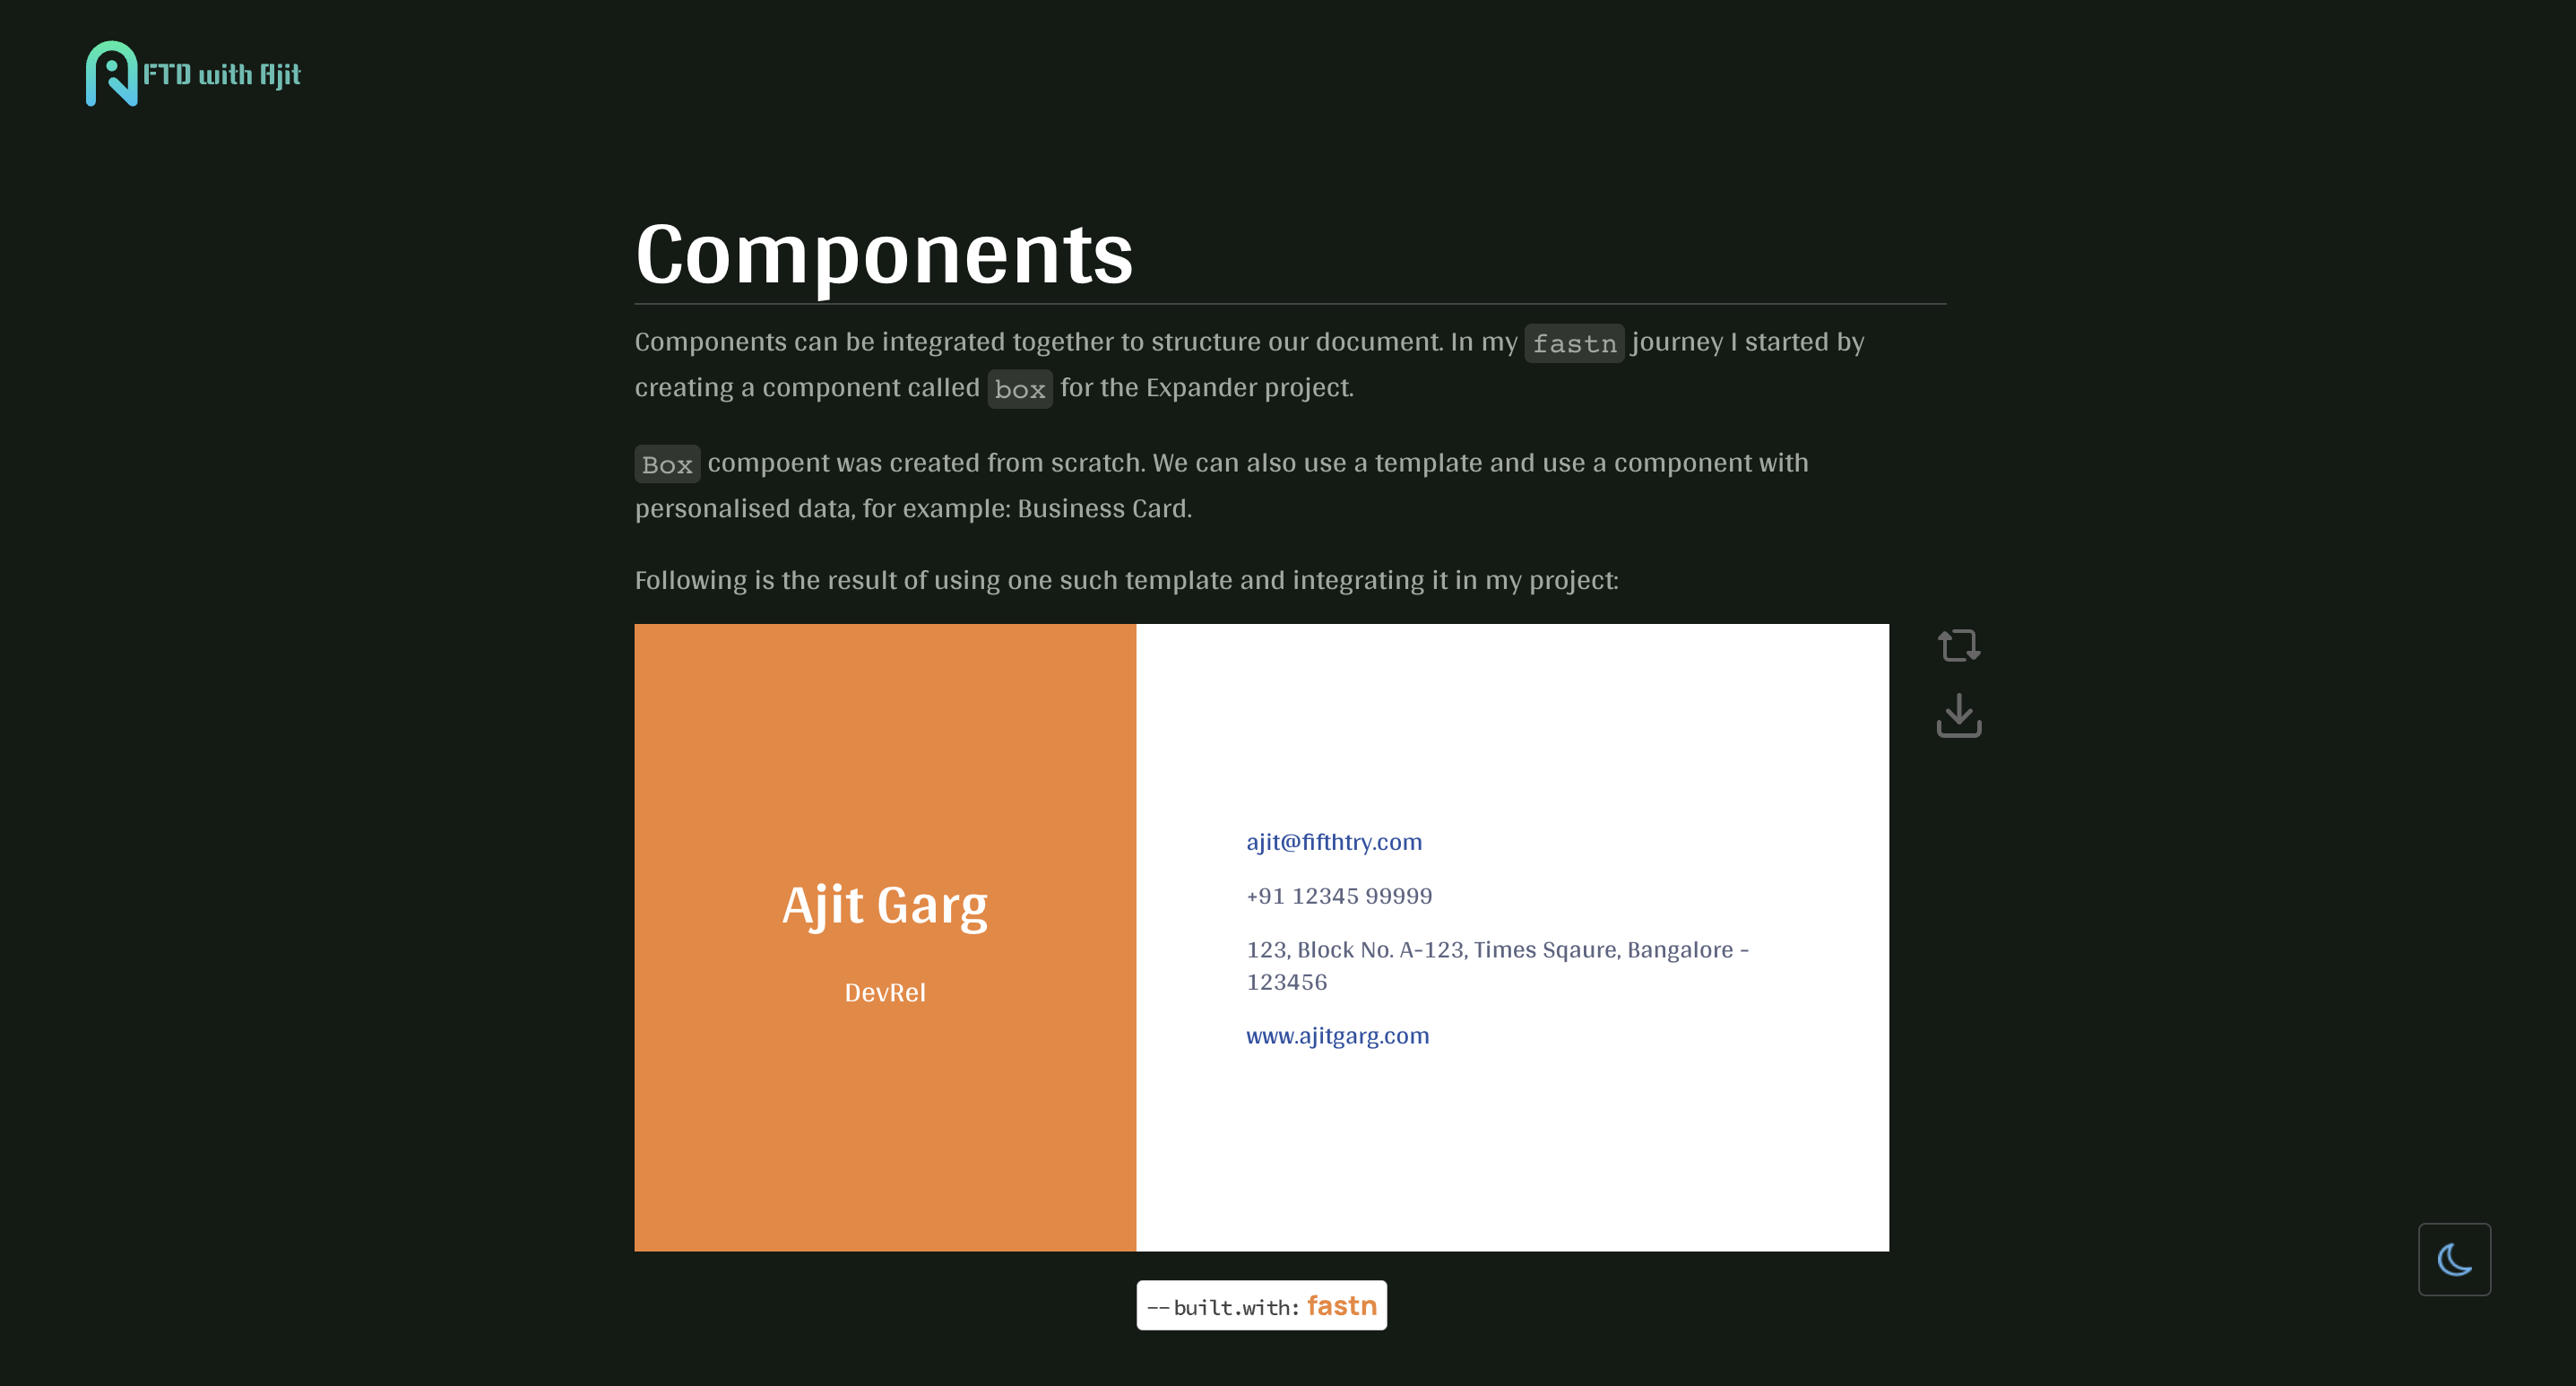 FTD with Ajit
Components
Components can be integrated together to structure our document. In my fastn journey I started by
creating a component called box for the Expander project.
Box compoent was created from scratch. We can also use a template and use a component with
personalised data, for example: Business Card.
Following is the result of using one such template and integrating it in my project:
Ajit Garg
DevRel
ajit@fifthtry.com
+91 12345 99999
123, Block No. A-123, Times Sqaure, Bangalore -
123456
www.ajitgarg.com
-- built.with: fastn